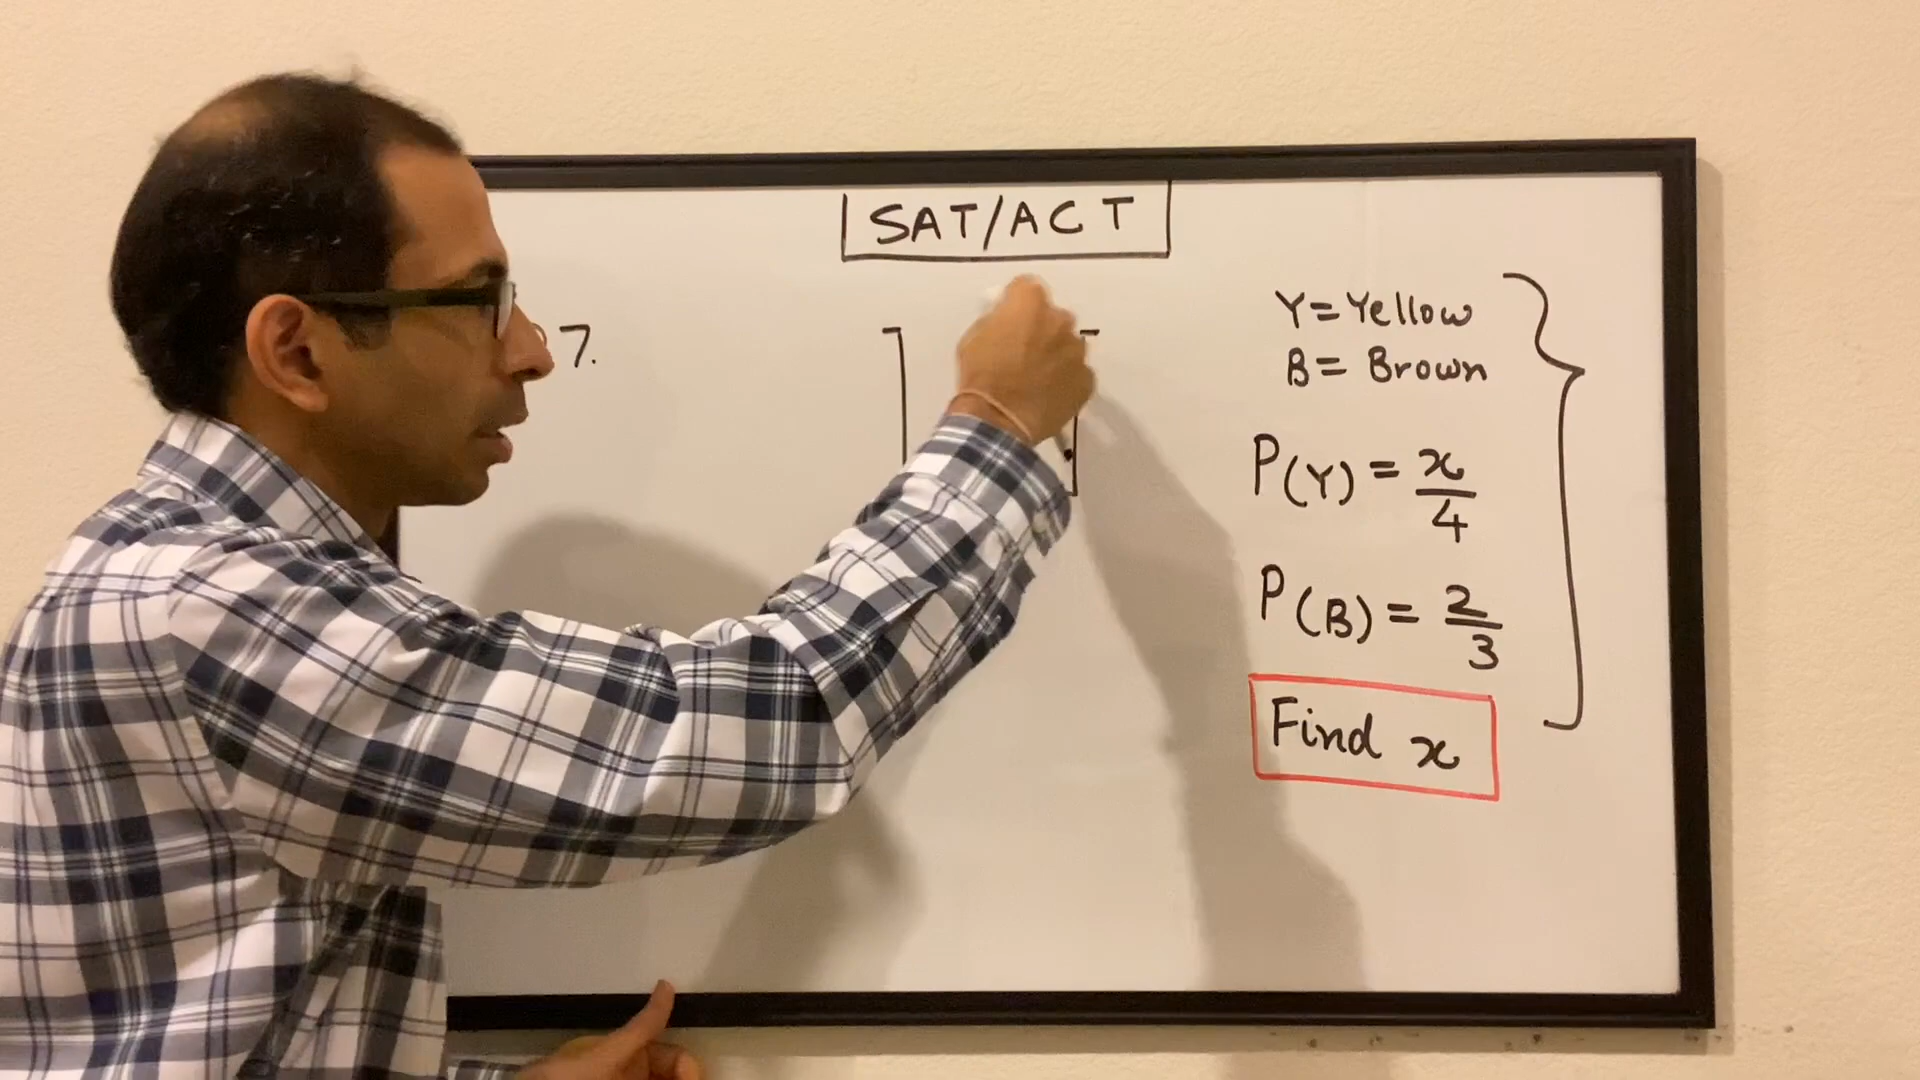 SAT/ACT
7.
Y=Yellow
B= Brown
P(Y) = x/4
P(B) = 2/3
Find x